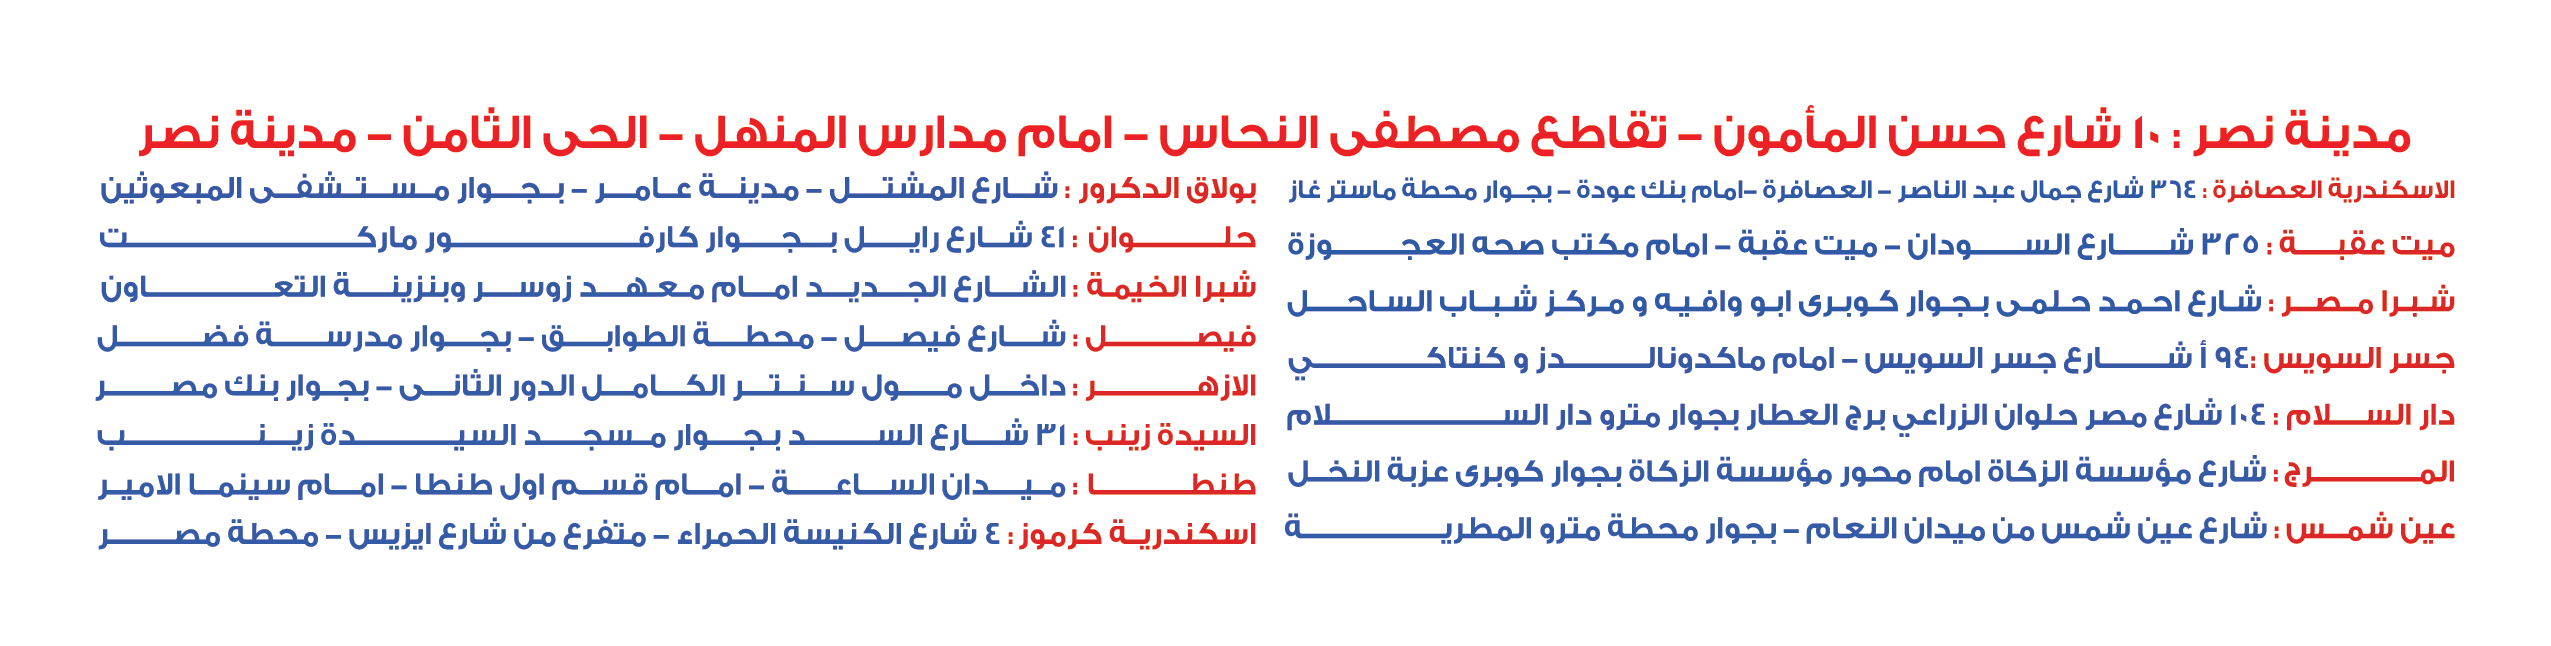 مدينة نصر : ١٠ شارع حسن المأمون – تقاطع مصطفى النحاس – امام مدارس المنهل – الحى الثامن – مدينة نصر
الاسكندرية العصافرة : ٣٦٤ شارع جمال عبد الناصر – العصافرة –امام بنك عودة – بجوار محطة ماستر غاز
ميت عقبة : ٣٢٥ شارع السودان – ميت عقبة – امام مكتب صحه العجوزة
شبرا مصر : شارع احمد حلمى بجوار كوبرى ابو وافيه و مركز شباب الساحل
جسر السويس :٩٤ أ شارع جسر السويس – امام ماكدونالدز و كنتاكي
دار السلام : ١٠٤ شارع مصر حلوان الزراعي برج العطار بجوار مترو دار السلام
المرج : شارع مؤسسة الزكاة امام محور مؤسسة الزكاة بجوار كوبرى عزبة النخل
عين شمس : شارع عين شمس من ميدان النعام – بجوار محطة مترو المطرية
بولاق الدكرور : شارع المشتل – مدينة عامر – بجوار مستشفى المبعوثين
حلوان : ٤١ شارع رايل بجوار كارفور ماركت
شبرا الخيمة : الشارع الجديد امام معهد زوسر وبنزينة التعاون
فيصل : شارع فيصل – محطة الطوابق – بجوار مدرسة فضل
الازهر : داخل مول سنتر الكامل الدور الثانى – بجوار بنك مصر
السيدة زينب : ٣١ شارع السد بجوار مسجد السيدة زينب
طنطا : ميدان الساعة – امام قسم اول طنطا – امام سينما الامير
اسكندرية كرموز : ٤ شارع الكنيسة الحمراء – متفرع من شارع ايزيس – محطة مصر